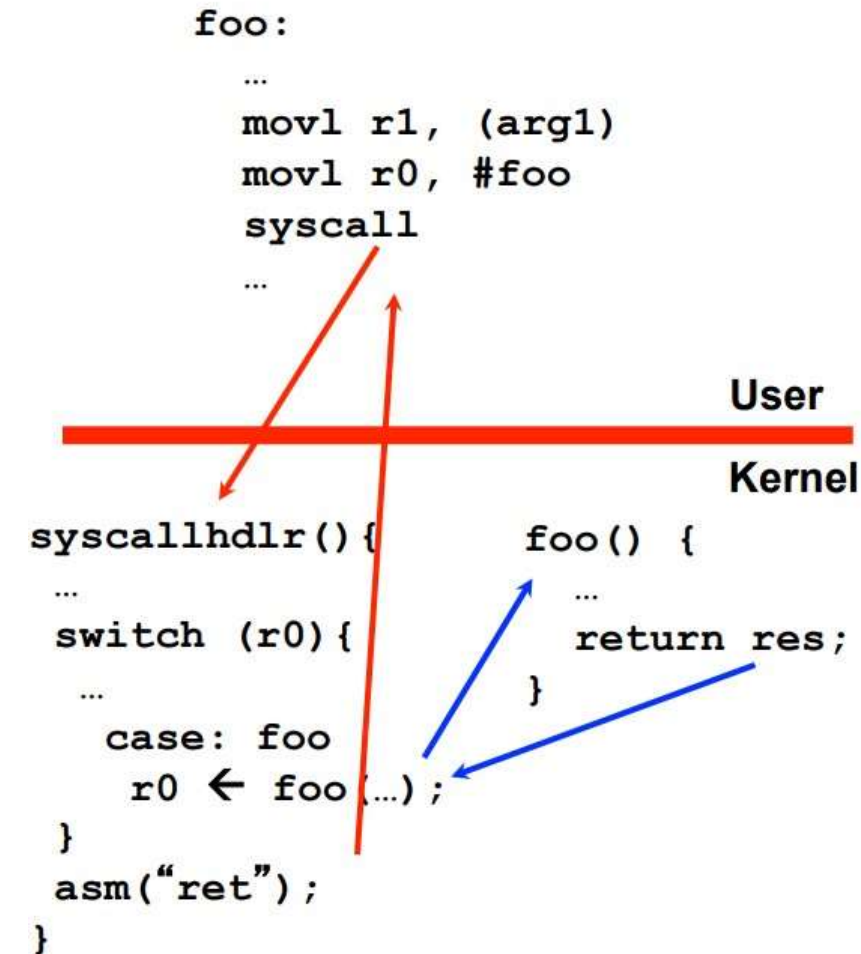 foo:
…
movl r1, (arg1)
movl r0, #foo
syscall
…
User
Kernel
syscallhdlr(){
…
switch (r0){
…
case: foo
r0 ← foo(…);
}
asm(“ret”);
}
foo() {
…
return res;
}